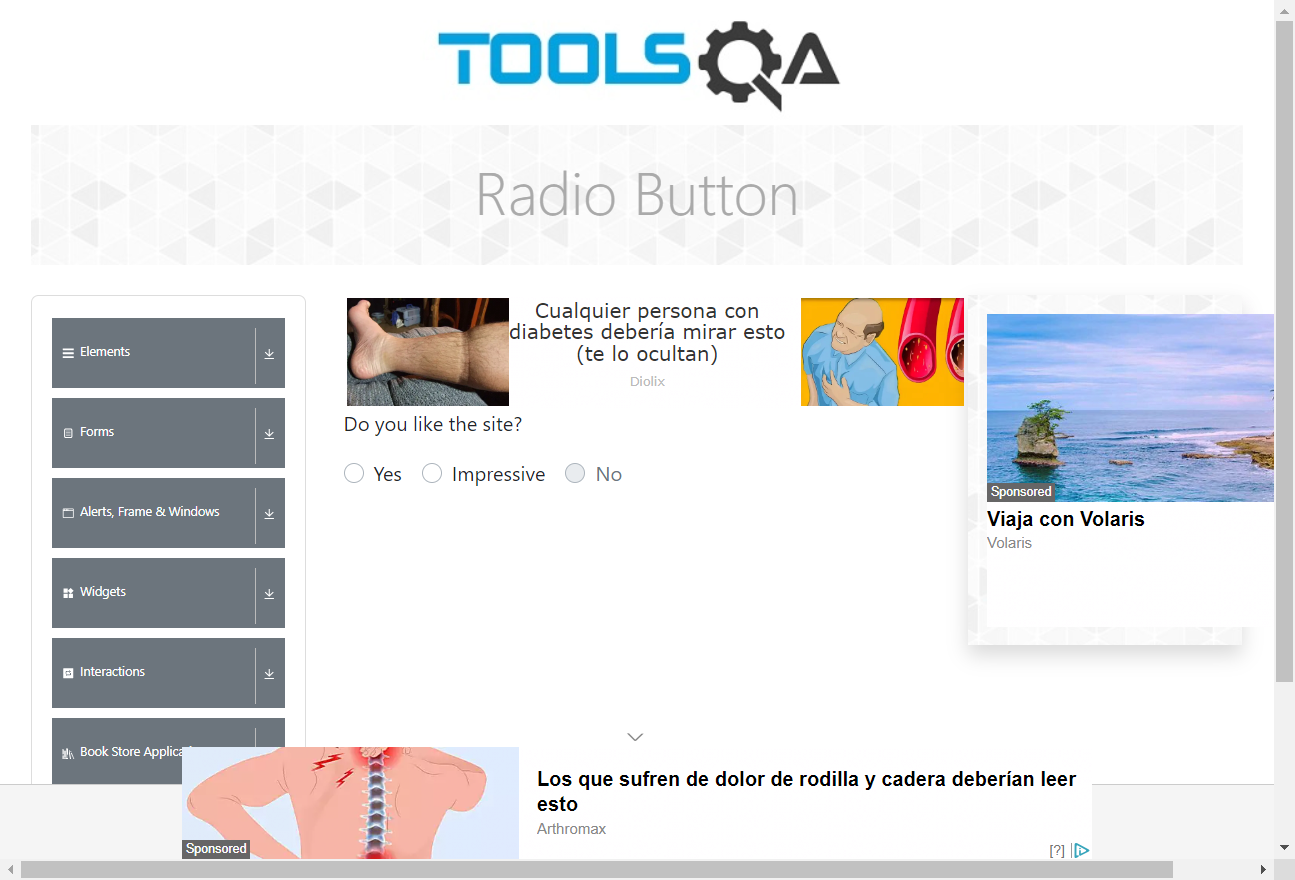 TOOLSQA
Radio Button
Elements
Forms
Alerts, Frame & Windows
Widgets
Interactions
Book Store Applica
Cualquier persona con
diabetes debería mirar esto
(te lo ocultan)
Diolix
Do you like the site?
Yes Impressive No
Sponsored
Viaja con Volaris
Volaris
Los que sufren de dolor de rodilla y cadera deberían leer
esto
Arthromax
Sponsored
[?]